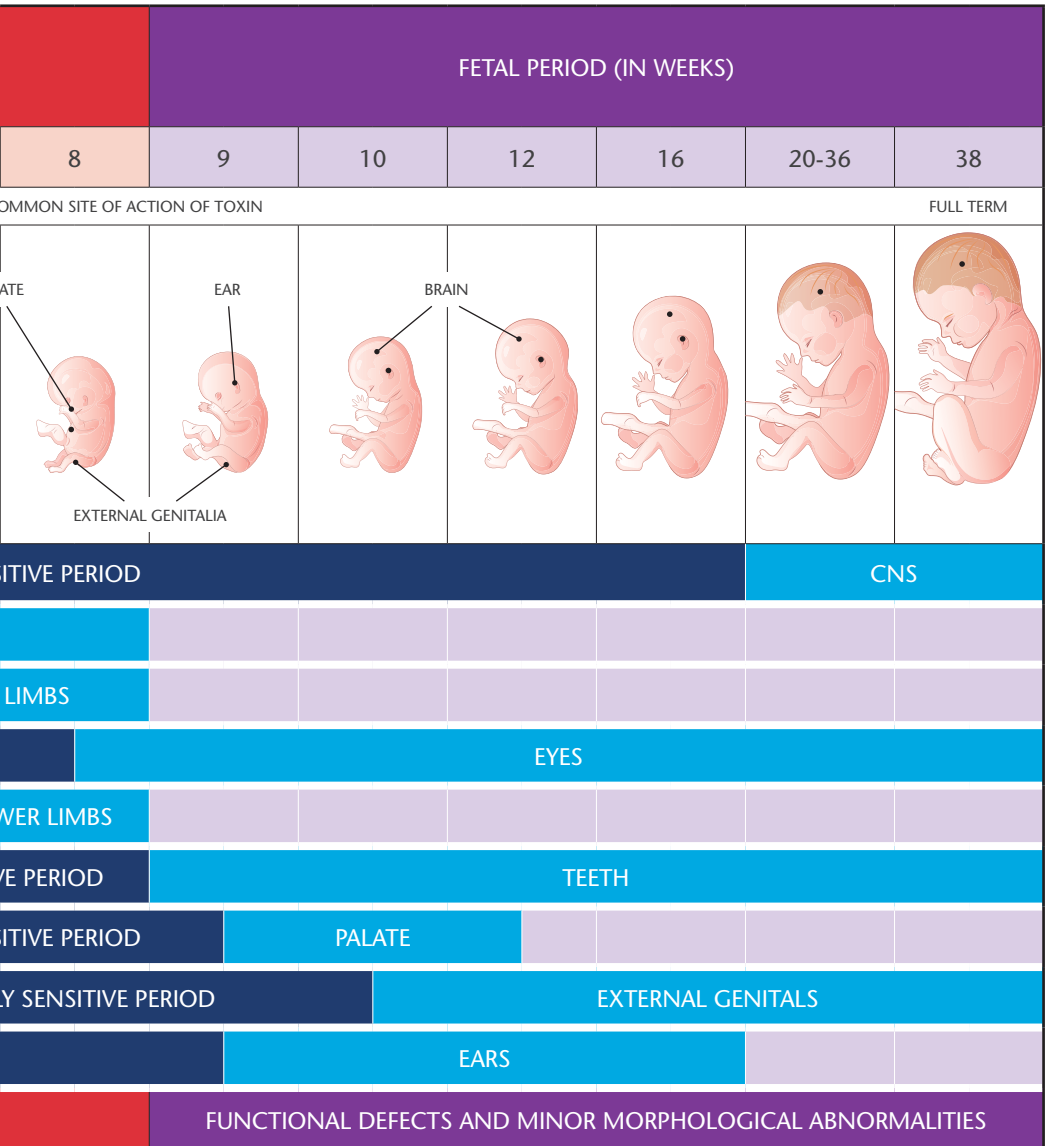 FETAL PERIOD (IN WEEKS)
8 9 10 12 16 20-36 38
OMMON SITE OF ACTION OF TOXIN FULL TERM
ATE EAR BRAIN
EXTERNAL GENITALIA
SITIVE PERIOD CNS
LIMBS
EYES
WER LIMBS
VE PERIOD TEETH
SITIVE PERIOD PALATE
LY SENSITIVE PERIOD EXTERNAL GENITALS
EARS
FUNCTIONAL DEFECTS AND MINOR MORPHOLOGICAL ABNORMALITIES